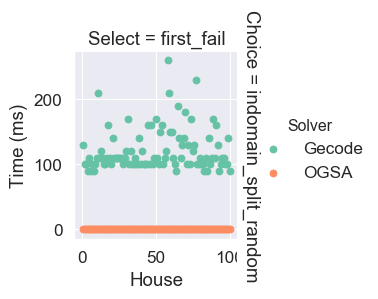 Select = first_fail
Time (ms)
200
100
0
0
50
100
House
Choice = indomain_split_random
Solver
Gecode
OGSA